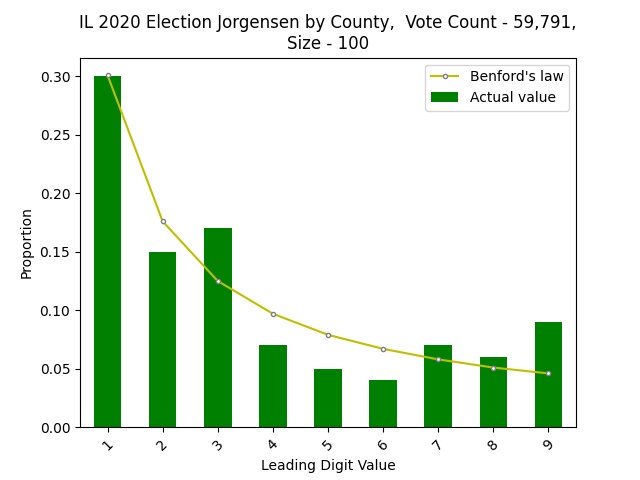 IL 2020 Election Jorgensen by County,  Vote Count - 59,791,
Size - 100
Benford's law
Actual value
Proportion
0.30
0.25
0.20
0.15
0.10
0.05
0.00
1 2 3 4 5 6 7 8 9
Leading Digit Value